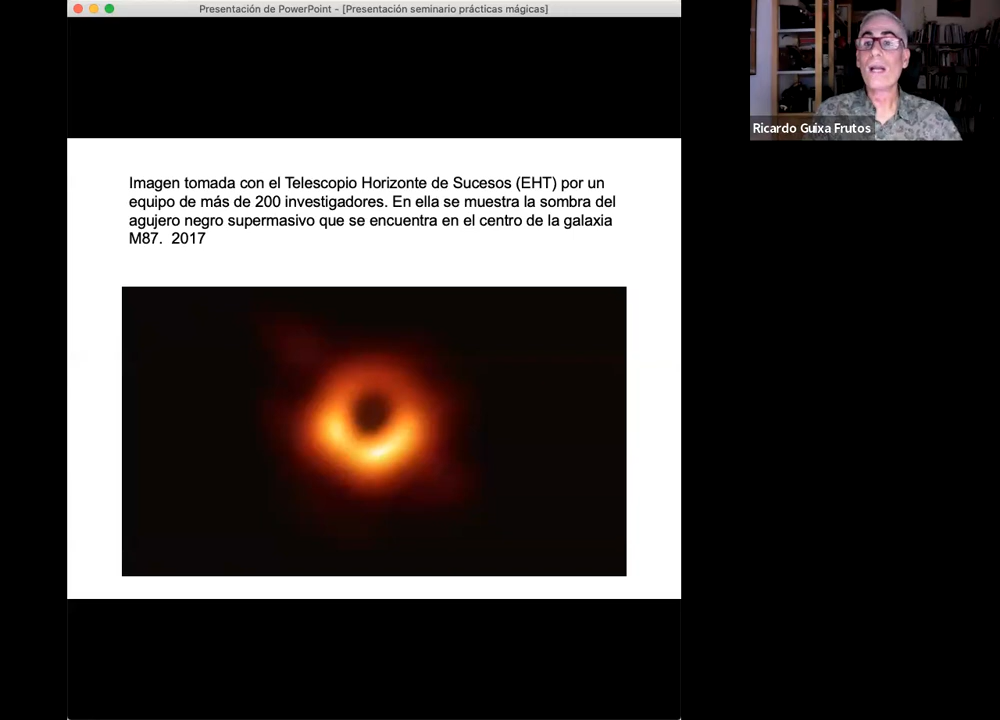 Presentación de PowerPoint - [Presentación seminario prácticas mágicas]
Imagen tomada con el Telescopio Horizonte de Sucesos (EHT) por un
equipo de más de 200 investigadores. En ella se muestra la sombra del
agujero negro supermasivo que se encuentra en el centro de la galaxia
M87.  2017
Ricardo Guixa Frutos